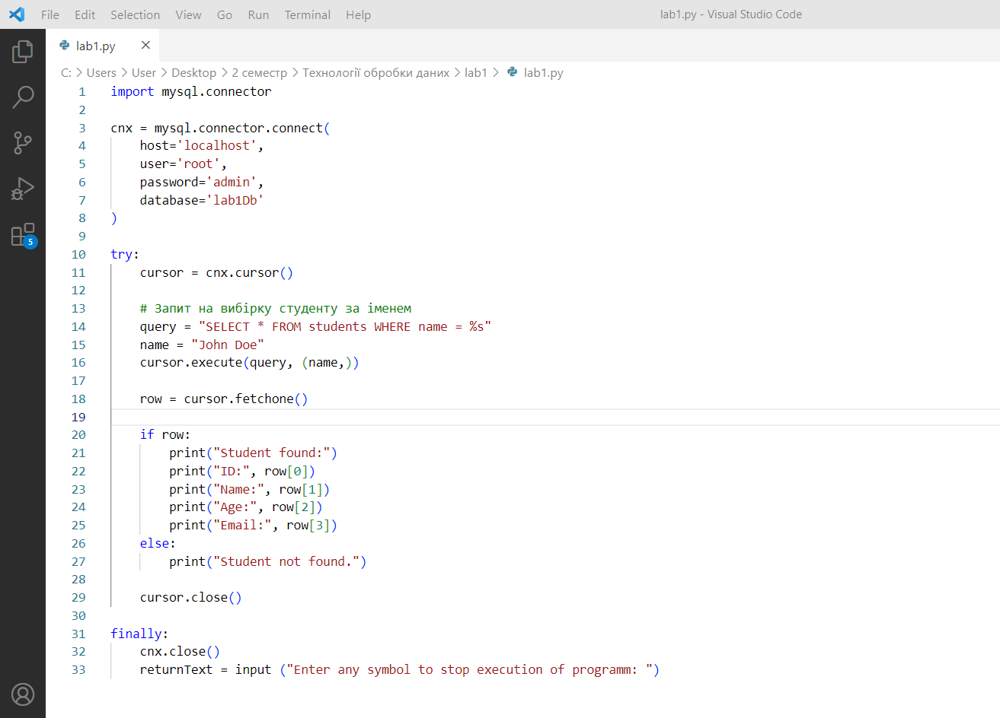 File Edit Selection View Go Run Terminal Help lab1.py - Visual Studio Code
lab1.py
C: > Users > User > Desktop > 2 семестр > Технології обробки даних > lab1 > lab1.py
1 import mysql.connector
2
3 cnx = mysql.connector.connect(
4     host='localhost',
5     user='root',
6     password='admin',
7     database='lab1Db'
8 )
9
10 try:
11     cursor = cnx.cursor()
12
13     # Запит на вибірку студенту за іменем
14     query = "SELECT * FROM students WHERE name = %s"
15     name = "John Doe"
16     cursor.execute(query, (name,))
17
18     row = cursor.fetchone()
19
20     if row:
21         print("Student found:")
22         print("ID:", row[0])
23         print("Name:", row[1])
24         print("Age:", row[2])
25         print("Email:", row[3])
26     else:
27         print("Student not found.")
28
29     cursor.close()
30
31 finally:
32     cnx.close()
33     returnText = input ("Enter any symbol to stop execution of programm: ")
5